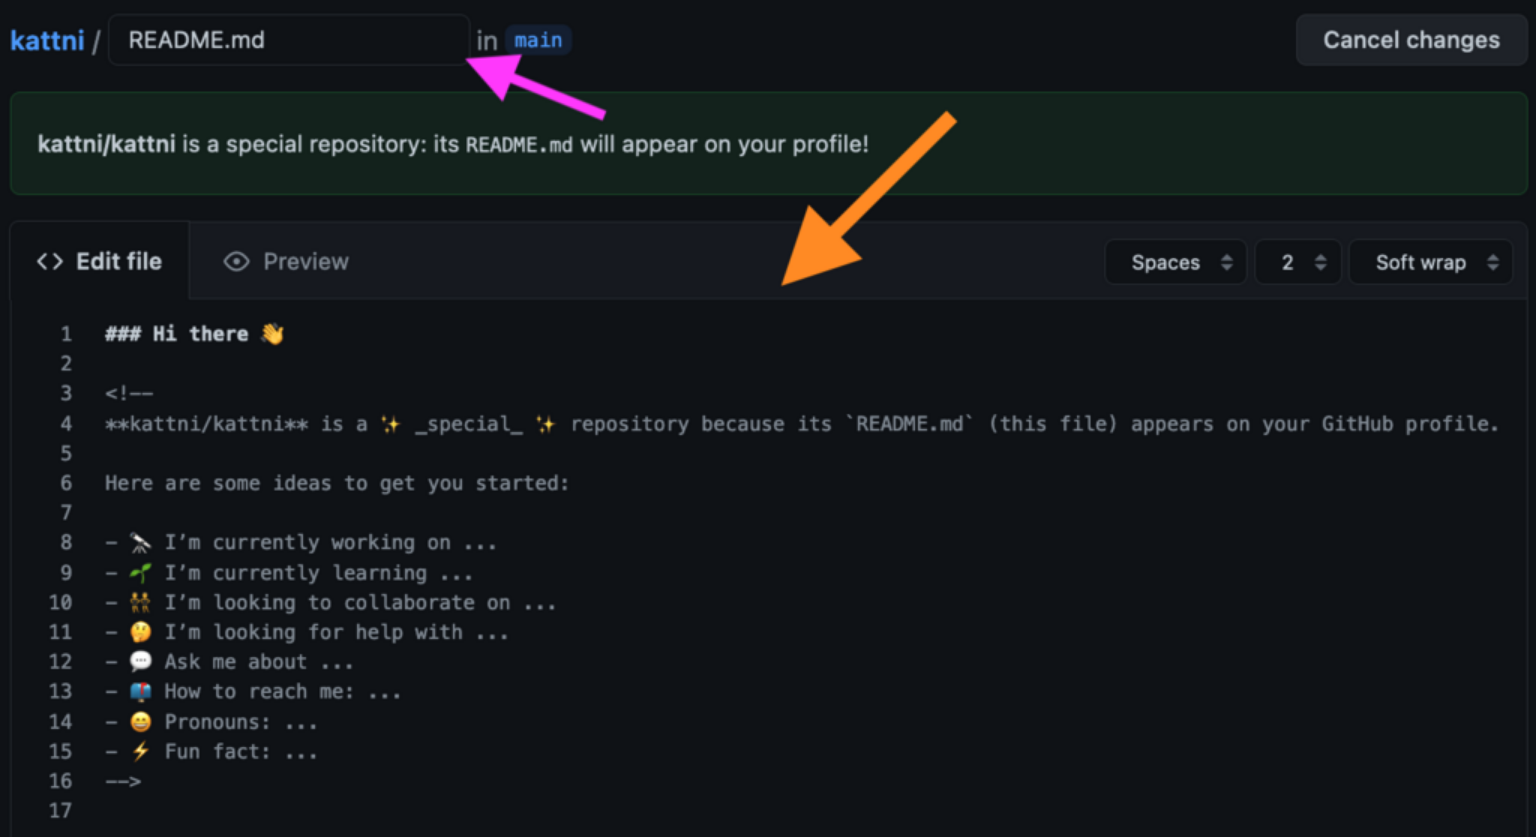 kattni / README.md in main Cancel changes
kattni/kattni is a special repository: its README.md will appear on your profile!
<> Edit file Preview Spaces 2 Soft wrap
1 ### Hi there 👋
2
3 <!--
4 **kattni/kattni** is a ✨ _special_ ✨ repository because its `README.md` (this file) appears on your GitHub profile.
5
6 Here are some ideas to get you started:
7
8 - 🔭 I’m currently working on ...
9 - 🌱 I’m currently learning ...
10 - 👯 I’m looking to collaborate on ...
11 - 🤔 I’m looking for help with ...
12 - 💬 Ask me about ...
13 - 📫 How to reach me: ...
14 - 😄 Pronouns: ...
15 - ⚡ Fun fact: ...
16 -->
17